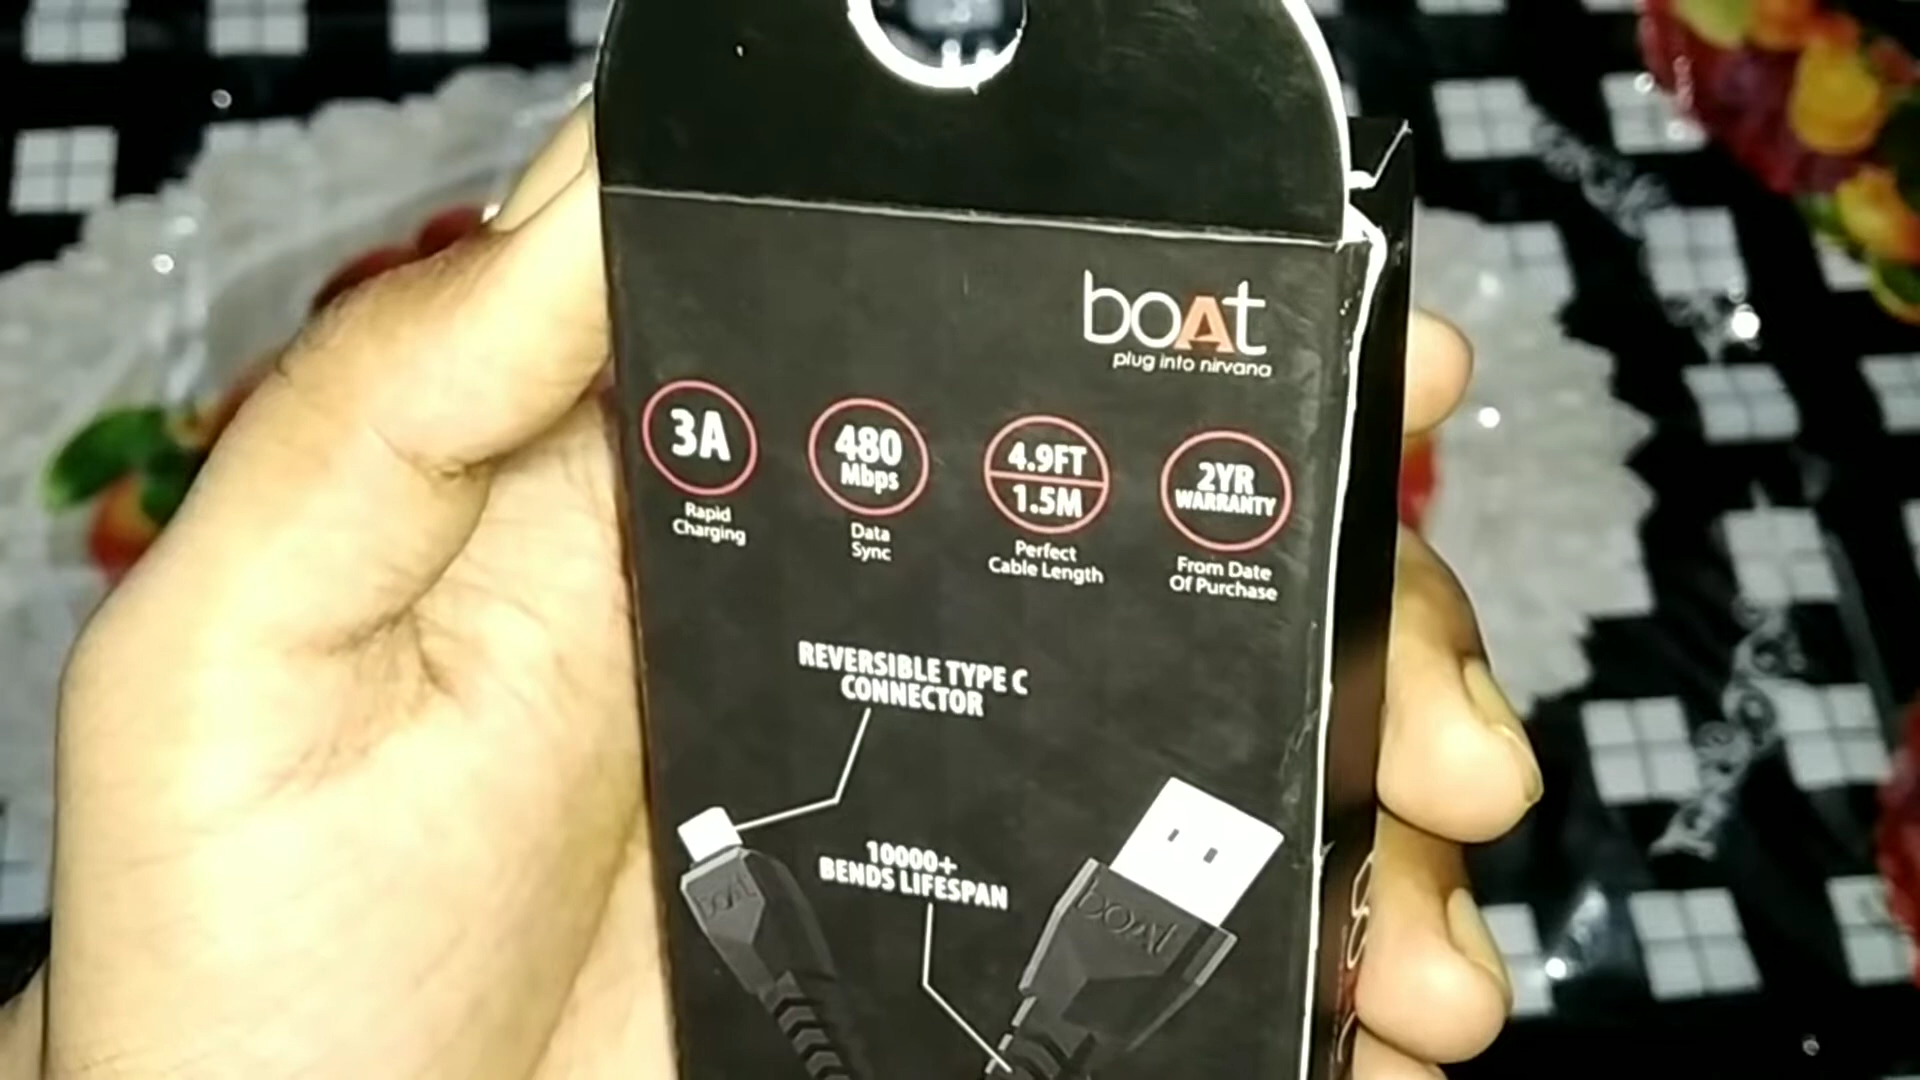 boAt
plug into nirvana
3A
Rapid
Charging
480
Mbps
Data
Sync
4.9FT
1.5M
Perfect
Cable Length
2YR
WARRANTY
From Date
Of Purchase
REVERSIBLE TYPE C
CONNECTOR
10000+
BENDS LIFESPAN
boAt
boAt